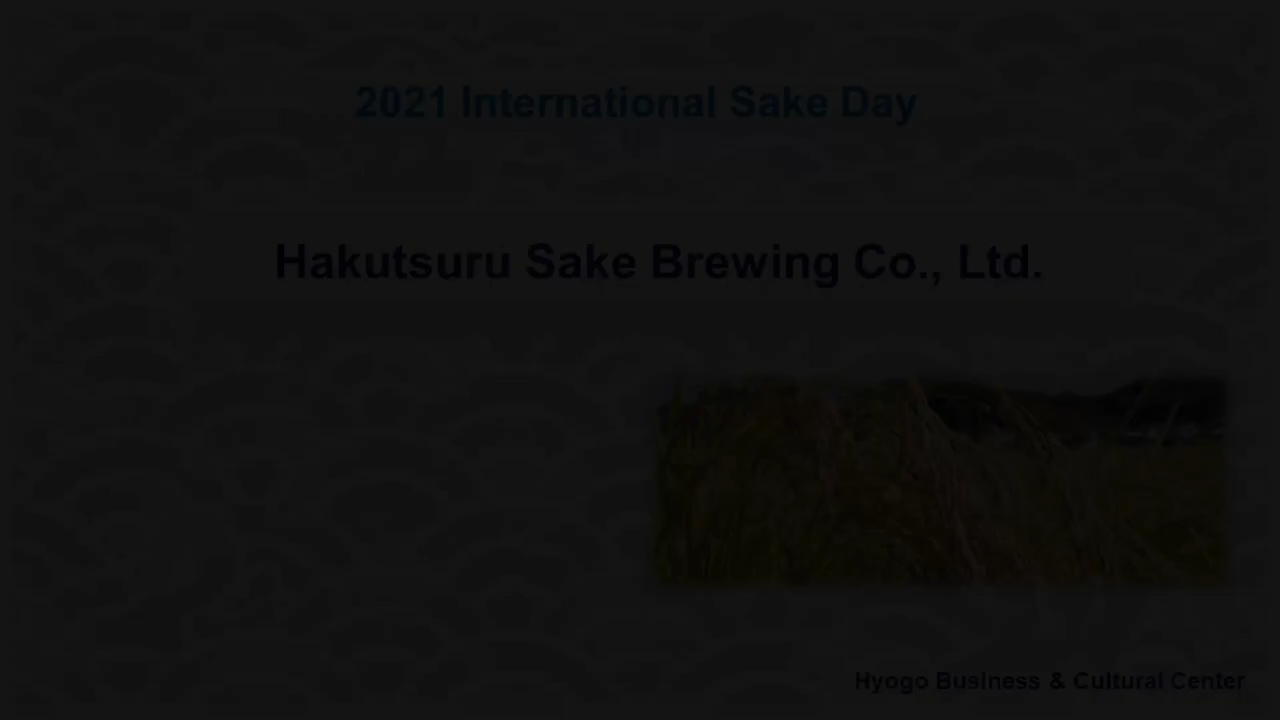 2021 International Sake Day
Hakutsuru Sake Brewing Co., Ltd.
Hyogo Business & Cultural Center